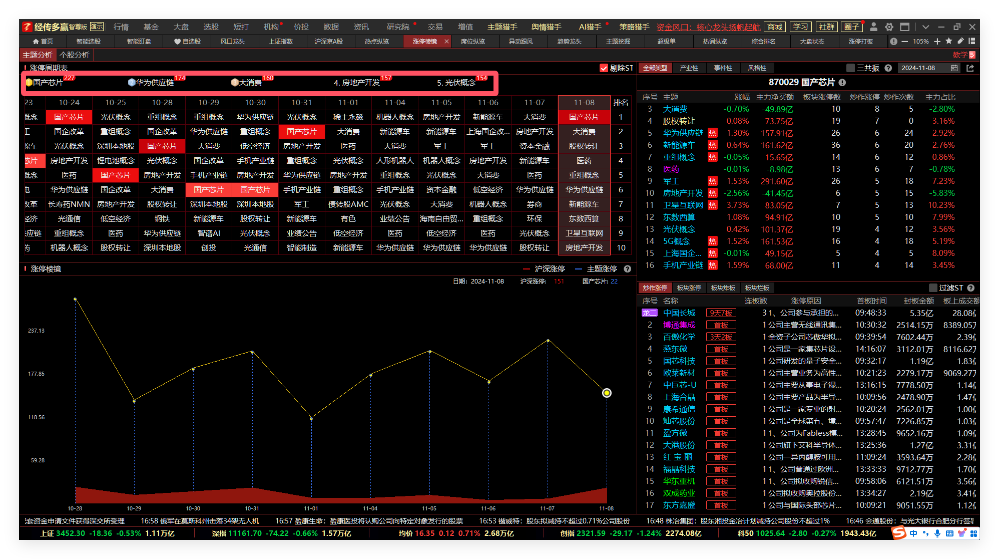 经传多赢 智尊版 演示 行情 基金 大盘 选股 短打 机构 价投 数据 资讯 研究院 交易 增值 主题猎手 舆情猎手 AI猎手 策略猎手 资金风口：核心龙头扬帆起航 商城 学习 社群 圈子
首页 智能选股 智能盯盘 自选股 风口龙头 上证指数 沪深京A股 热点纵览 涨停棱镜 席位纵览 异动跟风 趋势龙头 主题挖掘 超级单 热词纵览 综合排名 大盘状态 涨停打板 105%
主题分析 个股分析 教学
涨停周期表 剔除ST
国产芯片 227 华为供应链 174 大消费 160 4. 房地产开发 157 5. 光伏概念 154
23 10-24 10-25 10-28 10-29 10-30 10-31 11-01 11-04 11-05 11-06 11-07 11-08 排名
概念 国产芯片 光伏概念 重组概念 重组概念 华为供应链 光伏概念 稀土永磁 机器人概念 房地产开发 新能源车 大消费 国产芯片 1
工 国企改革 重组概念 国企改革 华为供应链 重组概念 国产芯片 大消费 新能源车 新能源车 上海国企改... 房地产开发 大消费 2
原车 光伏概念 深圳本地股 国产芯片 大消费 低空经济 房地产开发 医药 大消费 军工 军工 资本金融 股权转让 3
芯片 房地产开发 锂电池概念 光伏概念 国企改革 手机产业链 重组概念 光伏概念 人形机器人 机器人概念 房地产开发 新能源车 医药 4
概念 医药 国产芯片 房地产开发 手机产业链 房地产开发 华为供应链 房地产开发 重组概念 光伏概念 大消费 医药 重组概念 5
电 华为供应链 国企改革 大消费 国产芯片 国产芯片 手机产业链 重组概念 手机产业链 资本金融 低空经济 华为供应链 华为供应链 6
改革 长寿药NMN 房地产开发 股权转让 深圳本地股 深圳本地股 军工 债转股AMC 光伏概念 大消费 机器人概念 券商 新能源车 7
经济 光通信 低空经济 钢铁 新能源车 股权转让 新能源车 有色 业绩公告 海南自由贸... 重组概念 环保 东数西算 8
应链 重组概念 医药 华为供应链 智谱AI 光伏概念 业绩公告 低空经济 医药 低空经济 医药 光伏概念 卫星互联网 9
药 机器人概念 股权转让 深圳本地股 创投 光通信 智能制造 新能源车 华为供应链 华为供应链 华为供应链 股权转让 房地产开发 10
涨停棱镜 沪深涨停 主题涨停
日期：2024-11-08 沪深涨停: 151 国产芯片: 22
237.13
177.85
118.56
59.28
10-28 10-29 10-30 10-31 11-01 11-04 11-05 11-06 11-07 11-08
全部类型 产业性 事件性 风格性 三共振 2024-11-08
870029 国产芯片
序号 主题 涨幅 主力净买额 板块涨停数 炒作涨停 炒作次数 主力占比
3 大消费 -0.70% -49.89亿 10 8 5 -2.80%
4 股权转让 0.08% 73.75亿 19 7 0 3.16%
5 华为供应链 热 1.30% 157.91亿 26 6 24 2.92%
6 新能源车 热 0.64% 161.62亿 36 6 20 2.76%
7 重组概念 热 -0.05% 15.65亿 14 6 12 0.86%
8 医药 -0.01% -8.98亿 13 6 7 -0.78%
9 军工 热 1.53% 291.60亿 26 5 18 7.23%
10 房地产开发 热 -2.56% -41.45亿 6 5 15 -5.83%
11 卫星互联网 热 3.73% 83.05亿 7 5 13 10.23%
12 东数西算 1.08% 94.91亿 10 5 10 7.99%
13 光伏概念 0.42% 101.37亿 19 4 12 3.56%
14 5G概念 热 1.52% 161.53亿 16 4 18 5.19%
15 上海国企... 热 -0.01% 49.15亿 5 4 5 8.09%
16 手机产业链 热 1.59% 68.00亿 11 4 14 3.45%
炒作涨停 板块涨停 板块炸板 板块烂板 过滤ST
序号 名称 连板数 涨停原因 首板时间 封板金额 板上成交额
龙二 中国长城 9天7板 3 1、公司参与承担的... 09:48:33 5.35亿 28.08亿
2 博通集成 首板 1 公司主营无线通讯集... 10:30:32 2514.15万 8389.05万
3 百傲化学 3天2板 1 全资子公司芯傲华拟... 09:39:54 7602.44万 2.39亿
4 燕东微 首板 1 公司是一家集芯片设... 14:16:07 3112.01万 8116.62万
5 国芯科技 首板 1 公司研发的量子安全... 09:32:17 1.19亿 1.83亿
6 欧莱新材 首板 1 公司主营业务为高性... 10:21:23 2279.17万 9069.27万
7 中巨芯-U 首板 1 公司主要从事电子湿... 13:16:15 7778.50万 1.14亿
8 上海合晶 首板 1 公司主要产品为半导... 10:09:56 2478.90万 1.47亿
9 康希通信 首板 1 公司是一家专业的射... 10:20:24 2562.01万 1.00亿
10 灿芯股份 首板 1 公司是全球第五、境... 09:57:47 7226.85万 1.03亿
11 盈方微 首板 1 1、公司为Fabless模... 13:28:45 9652.16万 1.09亿
12 大港股份 首板 1 公司旗下艾科半导体... 13:25:36 1.27亿 3.31亿
13 红 宝 丽 首板 1 公司一异丙醇胺可用... 11:09:24 3593.64万 2.28亿
14 福晶科技 首板 1 1、公司曾通过欧洲... 13:33:33 9712.77万 1.70亿
15 华东重机 首板 1 1、公司拟收购锐信... 09:58:06 6121.51万 3.56亿
16 双成药业 首板 1 公司拟收购奥拉股份... 13:34:27 2.19亿 3.41亿
17 东方嘉盛 首板 1 公司与国际头部芯片... 10:09:21 9051.55万 1.12亿
配套资金申请文件获得深交所受理 16:58 俄军在莫斯科州击落34架无人机 16:57 盈康生命：盈康医投将认购公司向特定对象发行的股票 16:53 锴威特：股东拟减持不超过0.71%公司股份 16:48 株冶集团：股东湘投金冶计划减持公司股份不超过1% 16:46 会通股份：与光大银行合肥分行签
上证 3452.30 -18.36 -0.53% 1.11万亿 深指 11161.70 -74.22 -0.66% 1.57万亿 均价 16.35 0.12 0.71% 2.68万亿 创指 2321.59 -29.17 -1.24% 2274.08亿 科50 1025.64 -2.80 -0.27% 1943.43亿 中